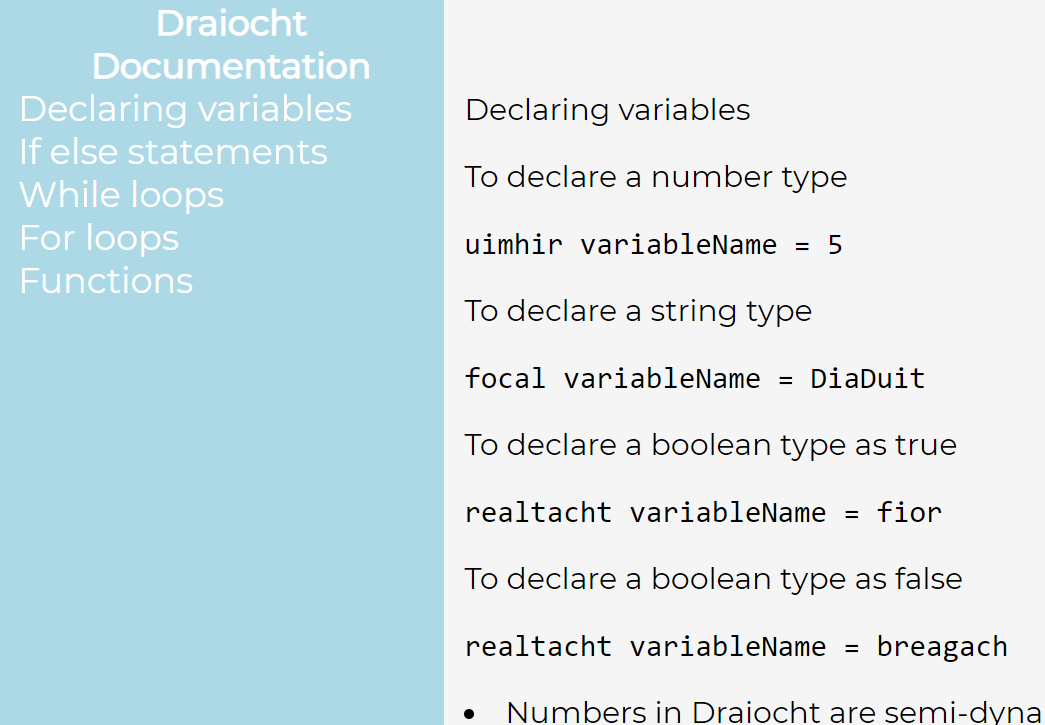 Draiocht
Documentation
Declaring variables
If else statements
While loops
For loops
Functions
Declaring variables
To declare a number type
uimhir variableName = 5
To declare a string type
focal variableName = DiaDuit
To declare a boolean type as true
realtacht variableName = fior
To declare a boolean type as false
realtacht variableName = breagach
• Numbers in Draiocht are semi-dyna